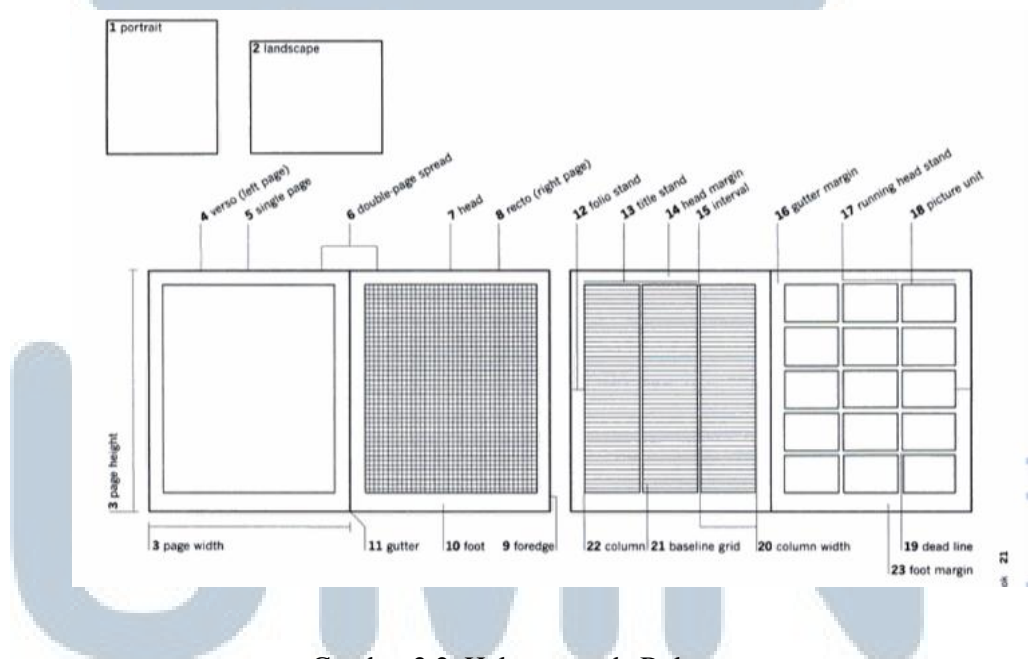 1 portrait
2 landscape
4 verso (left page)
5 single page
6 double-page spread
7 head
8 recto (right page)
12 folio stand
13 title stand
14 head margin
15 interval
16 gutter margin
17 running head stand
18 picture unit
3 page height
3 page width
11 gutter
10 foot
9 foredge
22 column
21 baseline grid
20 column width
19 dead line
23 foot margin
21